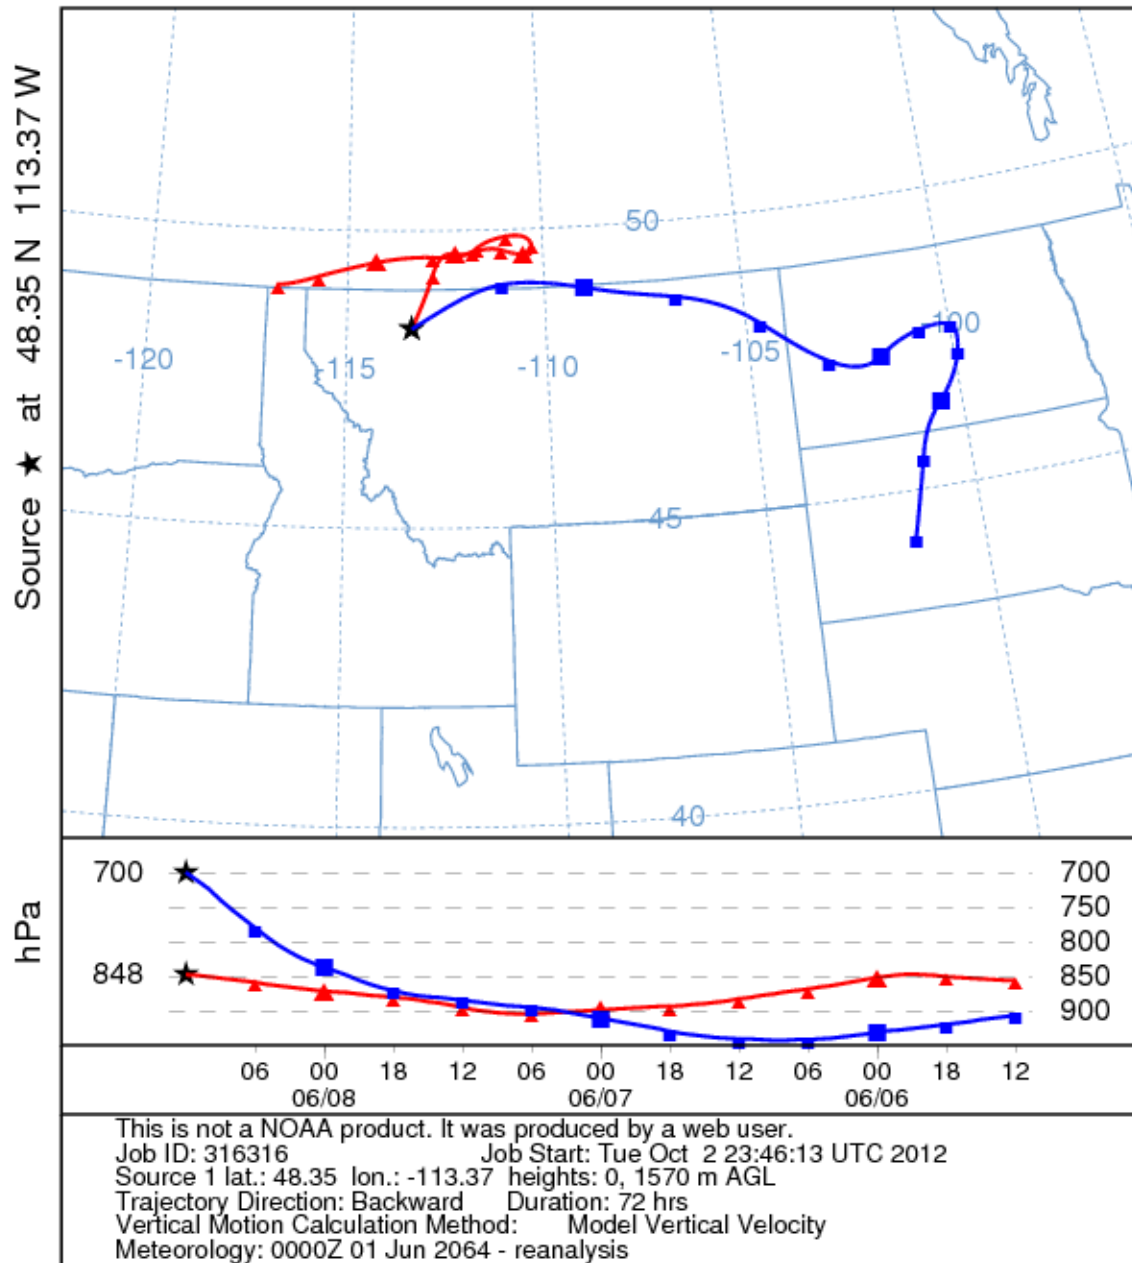 Source ★ at 48.35 N 113.37 W
50
-100
-105
-120 -115 -110
45
40
hPa
700 700
750
800
848 850
900
06 00 18 12 06 00 18 12 06 00 18 12
06/08 06/07 06/06
This is not a NOAA product. It was produced by a web user.
Job ID: 316316 Job Start: Tue Oct 2 23:46:13 UTC 2012
Source 1 lat.: 48.35 lon.: -113.37 heights: 0, 1570 m AGL
Trajectory Direction: Backward Duration: 72 hrs
Vertical Motion Calculation Method: Model Vertical Velocity
Meteorology: 0000Z 01 Jun 2064 - reanalysis